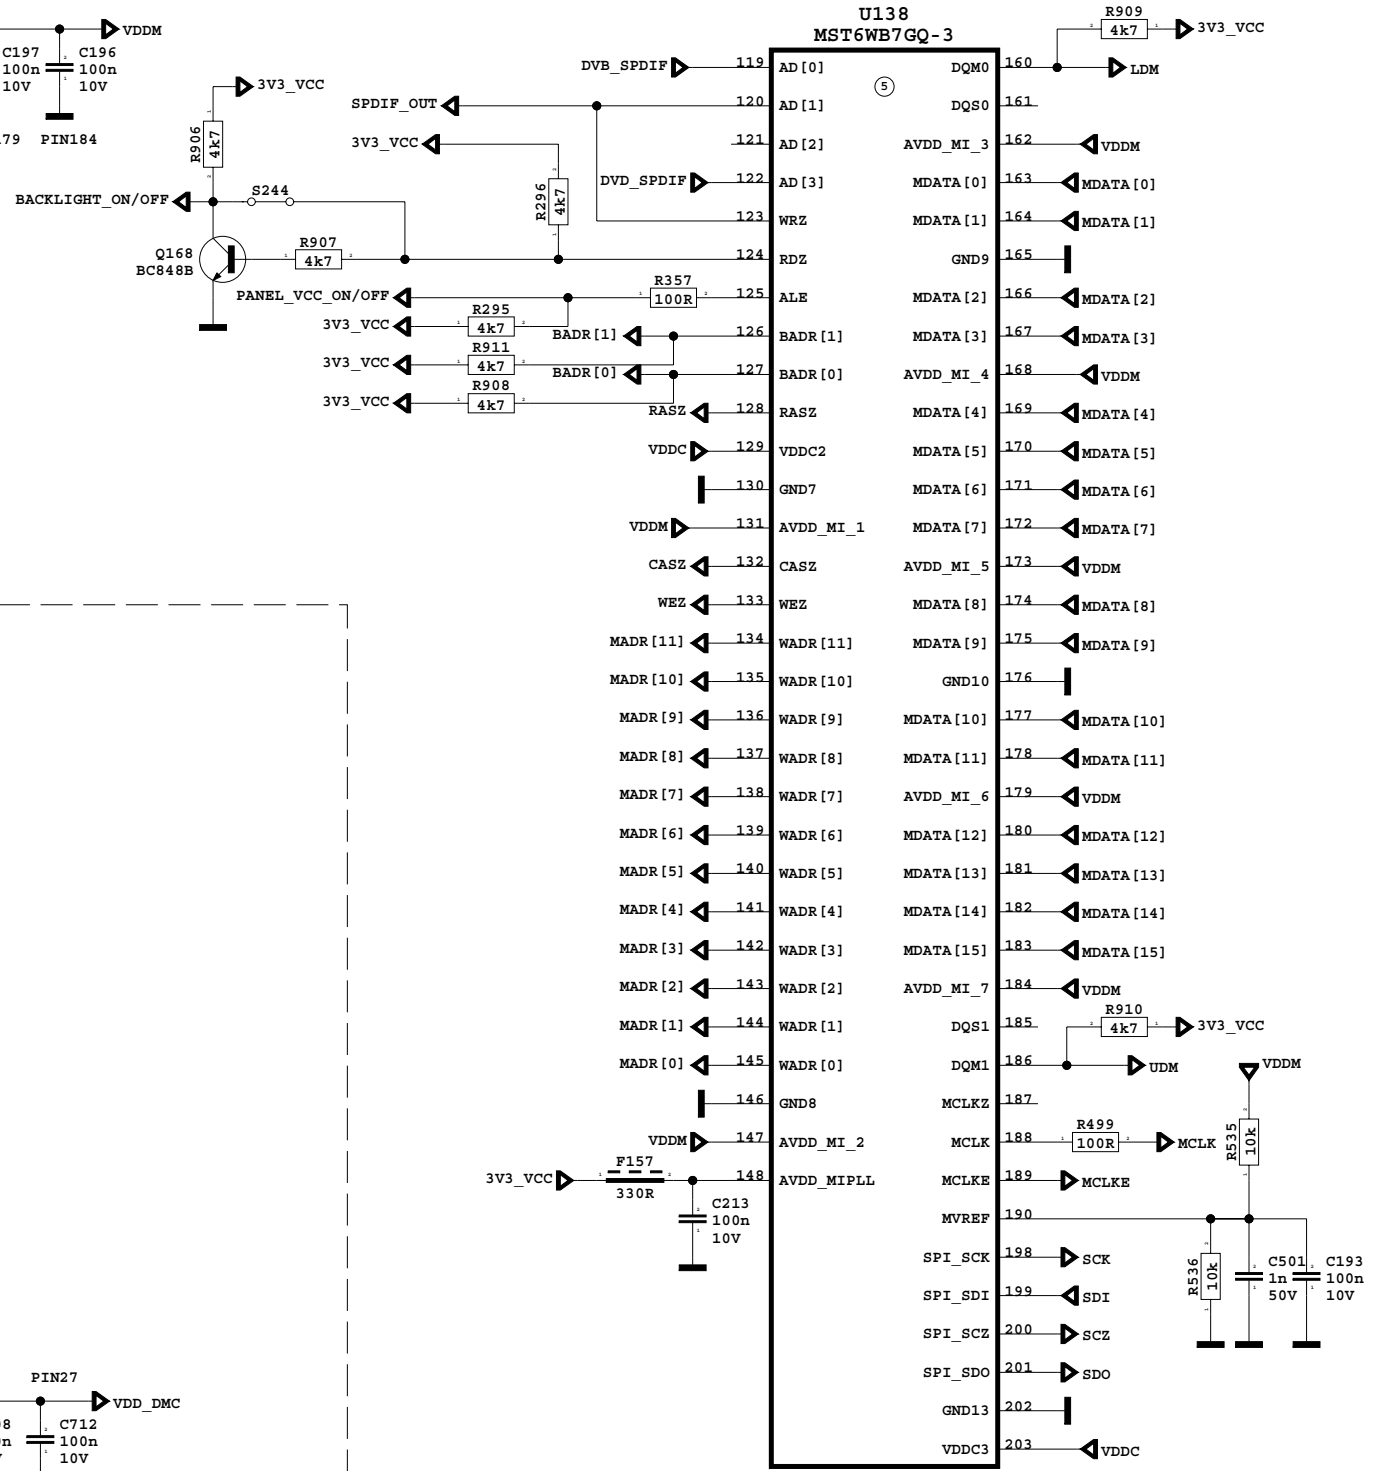 U138
MST6WB7GQ-3
VDDM
C197 C196
100n 100n
10V 10V
PIN184
3V3_VCC
R906
4k7
BACKLIGHT_ON/OFF
S244
Q168
BC848B
R907
4k7
SPDIF_OUT
3V3_VCC
R296
4k7
DVB_SPDIF 119 AD[0]
120 AD[1]
121 AD[2]
DVD_SPDIF 122 AD[3]
123 WRZ
124 RDZ
PANEL_VCC_ON/OFF R357 100R 125 ALE
3V3_VCC R295 4k7
BADR[1] 126 BADR[1]
3V3_VCC R911 4k7
BADR[0] 127 BADR[0]
3V3_VCC R908 4k7
RASZ 128 RASZ
VDDC 129 VDDC2
130 GND7
VDDM 131 AVDD_MI_1
CASZ 132 CASZ
WEZ 133 WEZ
MADR[11] 134 WADR[11]
MADR[10] 135 WADR[10]
MADR[9] 136 WADR[9]
MADR[8] 137 WADR[8]
MADR[7] 138 WADR[7]
MADR[6] 139 WADR[6]
MADR[5] 140 WADR[5]
MADR[4] 141 WADR[4]
MADR[3] 142 WADR[3]
MADR[2] 143 WADR[2]
MADR[1] 144 WADR[1]
MADR[0] 145 WADR[0]
146 GND8
VDDM 147 AVDD_MI_2
3V3_VCC F157 330R 148 AVDD_MIPLL
C213
100n
10V
5
R909
4k7
3V3_VCC
DQM0 160 LDM
DQS0 161
AVDD_MI_3 162 VDDM
MDATA[0] 163 MDATA[0]
MDATA[1] 164 MDATA[1]
GND9 165
MDATA[2] 166 MDATA[2]
MDATA[3] 167 MDATA[3]
AVDD_MI_4 168 VDDM
MDATA[4] 169 MDATA[4]
MDATA[5] 170 MDATA[5]
MDATA[6] 171 MDATA[6]
MDATA[7] 172 MDATA[7]
AVDD_MI_5 173 VDDM
MDATA[8] 174 MDATA[8]
MDATA[9] 175 MDATA[9]
GND10 176
MDATA[10] 177 MDATA[10]
MDATA[11] 178 MDATA[11]
AVDD_MI_6 179 VDDM
MDATA[12] 180 MDATA[12]
MDATA[13] 181 MDATA[13]
MDATA[14] 182 MDATA[14]
MDATA[15] 183 MDATA[15]
AVDD_MI_7 184 VDDM
DQS1 185
R910
4k7
3V3_VCC
DQM1 186 UDM
MCLKZ 187
MCLK 188 R499 100R MCLK
MCLKE 189 MCLKE
MVREF 190
VDDM
R535
10k
R536
10k
C501
1n
50V
C193
100n
10V
SPI_SCK 198 SCK
SPI_SDI 199 SDI
SPI_SCZ 200 SCZ
SPI_SDO 201 SDO
GND13 202
VDDC3 203 VDDC
PIN27
VDD_DMC
C712
100n
10V